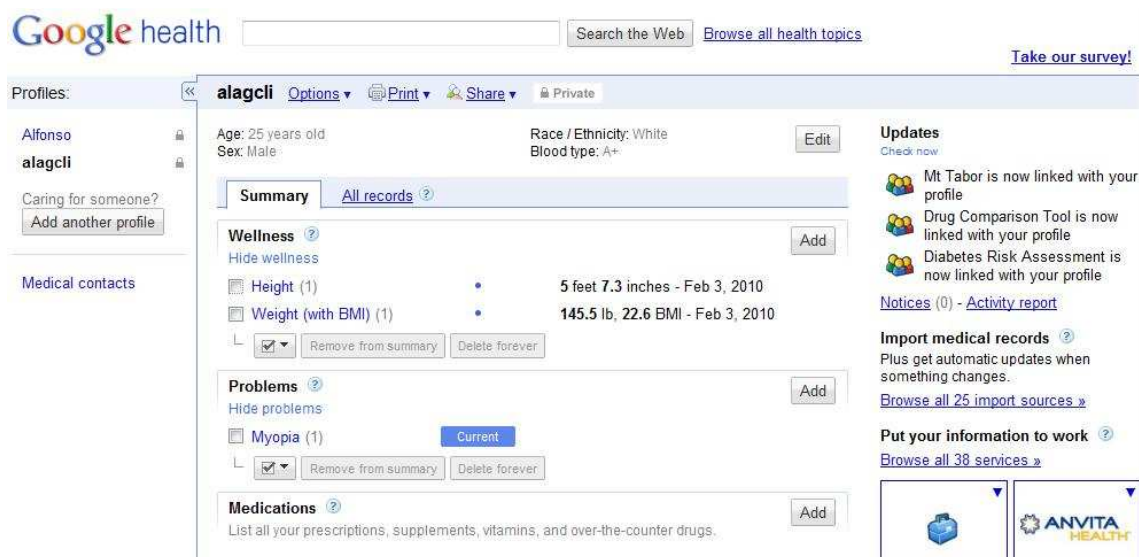 Google health
Search the Web
Browse all health topics
Take our survey!
Profiles:
«
alagcli Options ▼ Print ▼ Share ▼ Private
Alfonso
alagcli
Caring for someone?
Add another profile
Medical contacts
Age: 25 years old
Sex: Male
Race / Ethnicity: White
Blood type: A+
Edit
Summary All records ?
Wellness ? Add
Hide wellness
Height (1) • 5 feet 7.3 inches - Feb 3, 2010
Weight (with BMI) (1) • 145.5 lb, 22.6 BMI - Feb 3, 2010
Remove from summary Delete forever
Problems ? Add
Hide problems
Myopia (1) Current
Remove from summary Delete forever
Medications ? Add
List all your prescriptions, supplements, vitamins, and over-the-counter drugs.
Updates
Check now
Mt Tabor is now linked with your
profile
Drug Comparison Tool is now
linked with your profile
Diabetes Risk Assessment is
now linked with your profile
Notices (0) - Activity report
Import medical records ?
Plus get automatic updates when
something changes.
Browse all 25 import sources »
Put your information to work ?
Browse all 38 services »
ANVITA
HEALTH